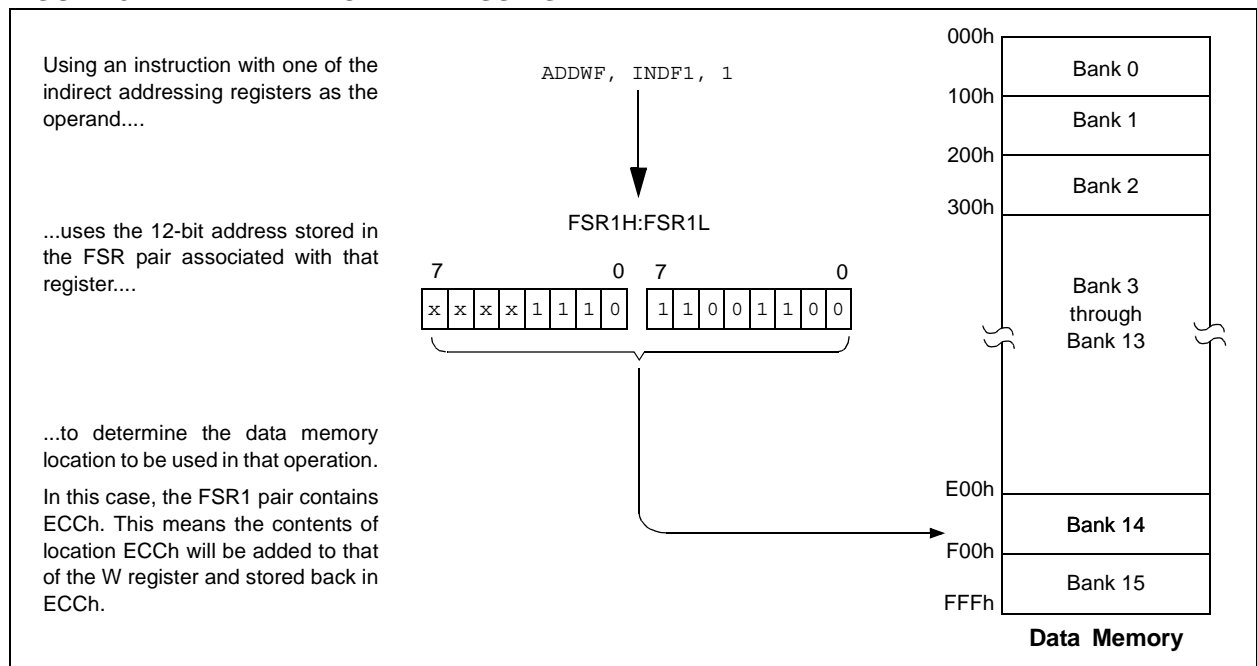 Using an instruction with one of the
indirect addressing registers as the
operand....
ADDWF, INDF1, 1
...uses the 12-bit address stored in
the FSR pair associated with that
register....
FSR1H:FSR1L
7 0 7 0
x x x x 1 1 1 0 1 1 0 0 1 1 0 0
...to determine the data memory
location to be used in that operation.
In this case, the FSR1 pair contains
ECCh. This means the contents of
location ECCh will be added to that
of the W register and stored back in
ECCh.
000h
Bank 0
100h
Bank 1
200h
Bank 2
300h
Bank 3
through
Bank 13
E00h
Bank 14
F00h
Bank 15
FFFh
Data Memory